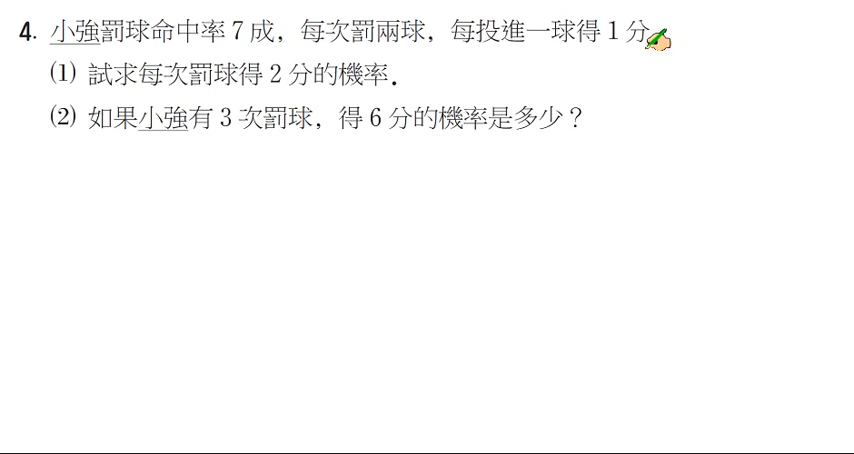 4. 小強罰球命中率 7 成，每次罰兩球，每投進一球得 1 分
(1) 試求每次罰球得 2 分的機率．
(2) 如果小強有 3 次罰球，得 6 分的機率是多少？